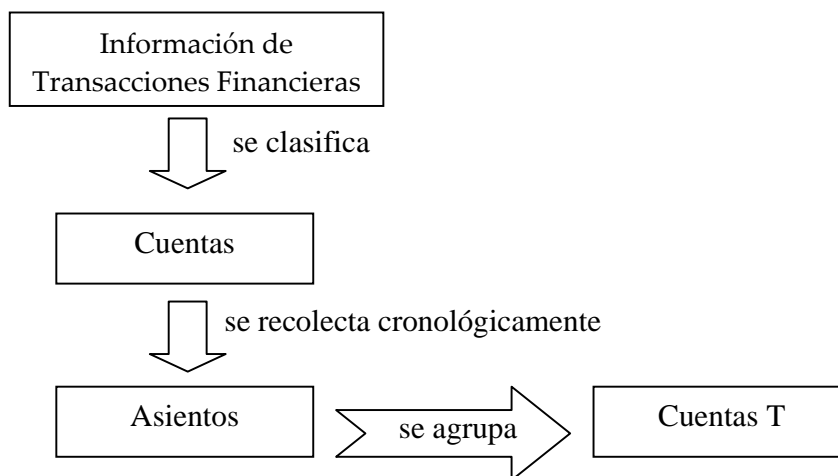 Información de
Transacciones Financieras
se clasifica
Cuentas
se recolecta cronológicamente
Asientos
se agrupa
Cuentas T